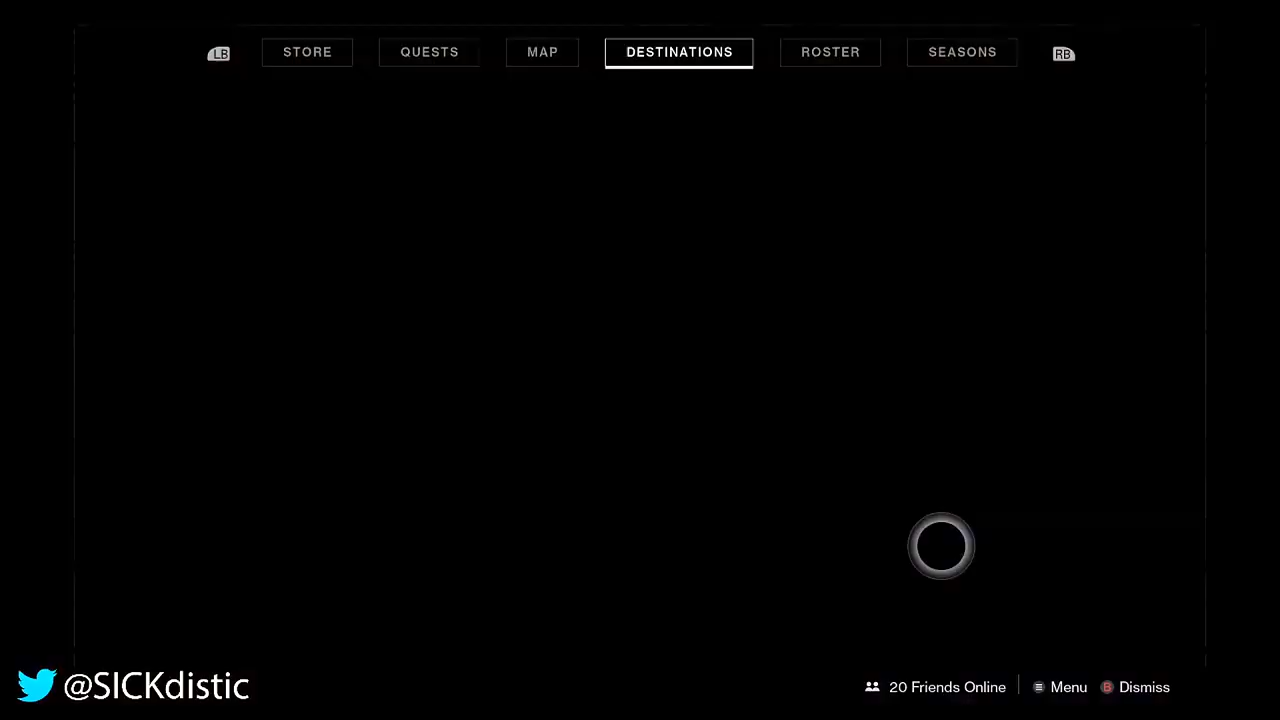 LB STORE QUESTS MAP DESTINATIONS ROSTER SEASONS RB
@SICKdistic
20 Friends Online Menu B Dismiss